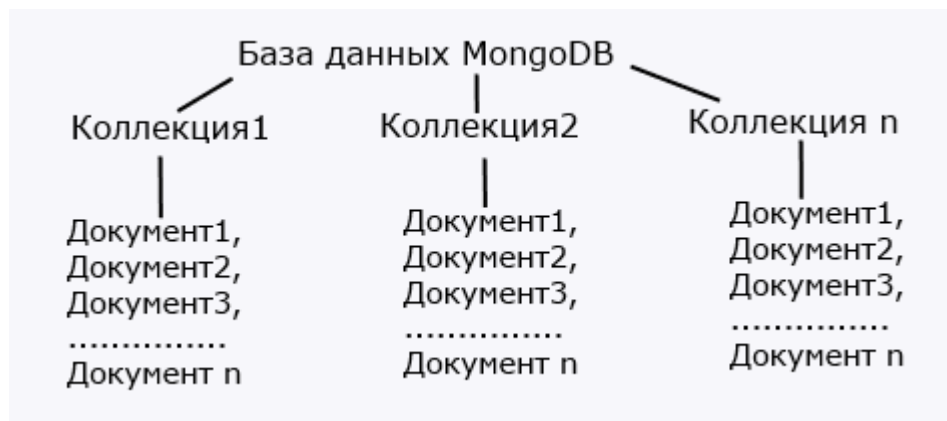 База данных MongoDB
Коллекция1
Коллекция2
Коллекция n
Документ1,
Документ2,
Документ3,
...............
Документ n
Документ1,
Документ2,
Документ3,
...............
Документ n
Документ1,
Документ2,
Документ3,
...............
Документ n